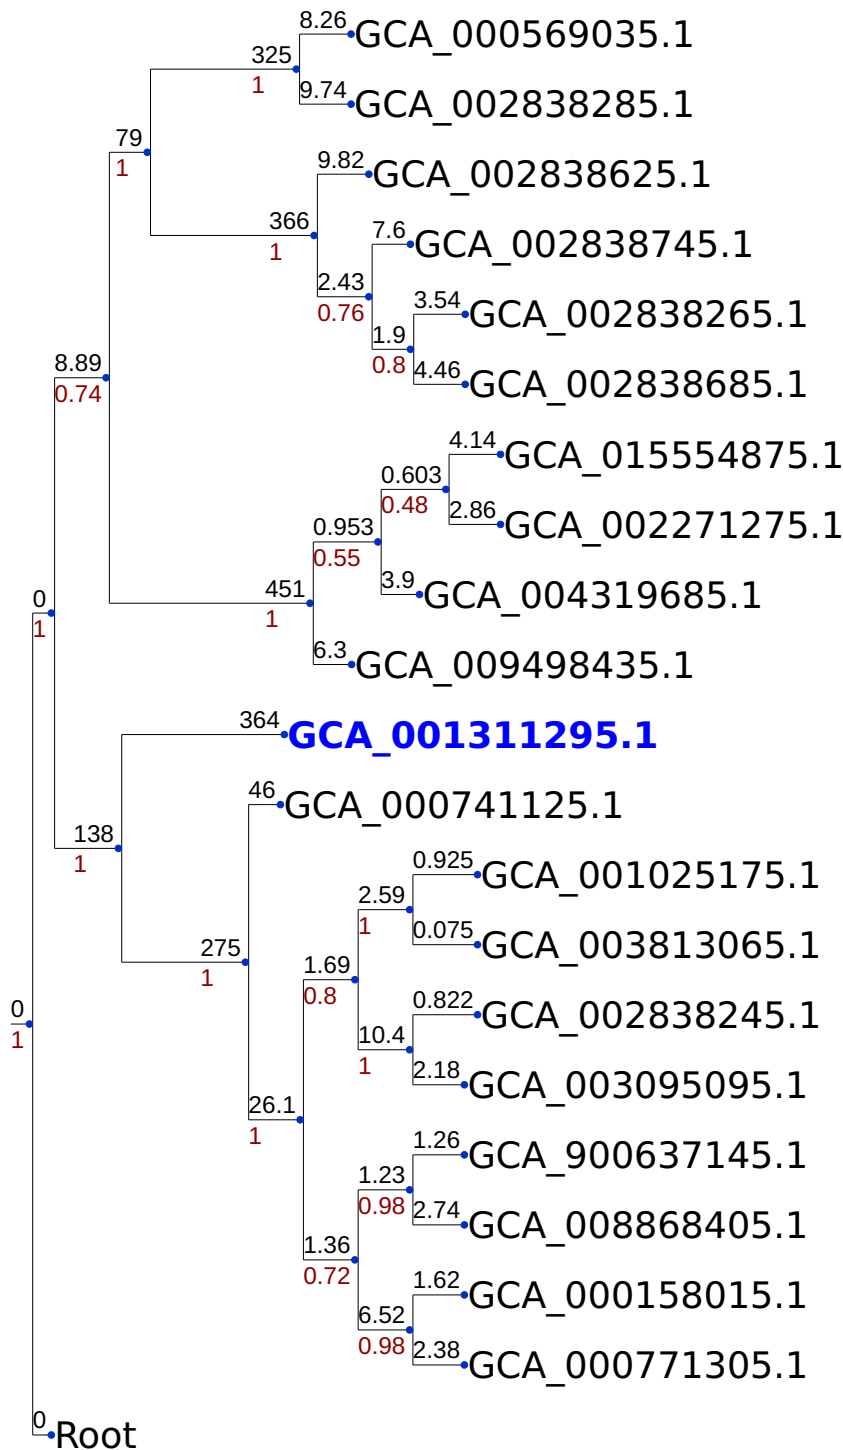 8.26 GCA_000569035.1
325
1
9.74 GCA_002838285.1
79
1
9.82 GCA_002838625.1
366
1
7.6 GCA_002838745.1
2.43
0.76
3.54 GCA_002838265.1
1.9
0.8
4.46 GCA_002838685.1
8.89
0.74
4.14 GCA_015554875.1
0.603
0.48
2.86 GCA_002271275.1
0.953
0.55
3.9 GCA_004319685.1
451
1
6.3 GCA_009498435.1
0
1
364 GCA_001311295.1
46 GCA_000741125.1
138
1
0.925 GCA_001025175.1
2.59
1
0.075 GCA_003813065.1
275
1
1.69
0.8
0.822 GCA_002838245.1
0
1
10.4
1
2.18 GCA_003095095.1
26.1
1
1.26 GCA_900637145.1
1.23
0.98
2.74 GCA_008868405.1
1.36
0.72
1.62 GCA_000158015.1
6.52
0.98
2.38 GCA_000771305.1
0 Root